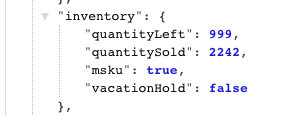 },
"inventory": {
"quantityLeft": 999,
"quantitySold": 2242,
"msku": true,
"vacationHold": false
},